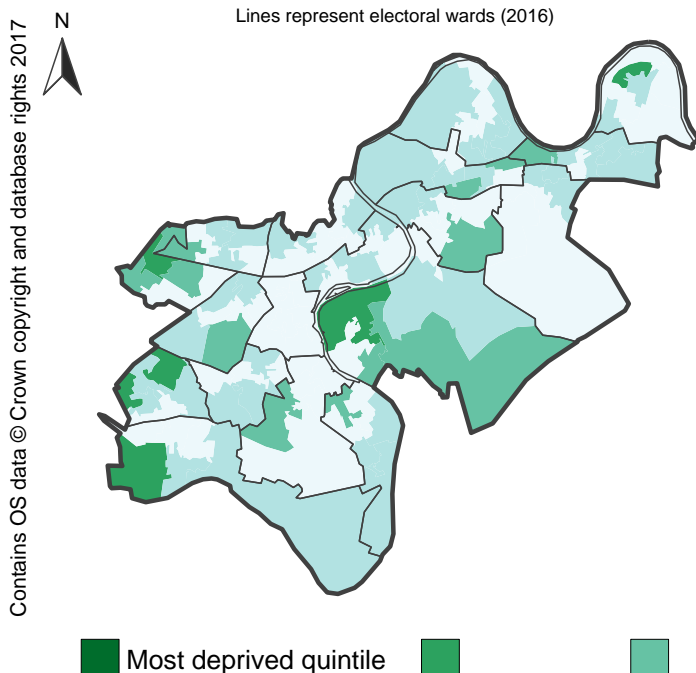 Lines represent electoral wards (2016)
N
Contains OS data © Crown copyright and database rights 2017
Most deprived quintile